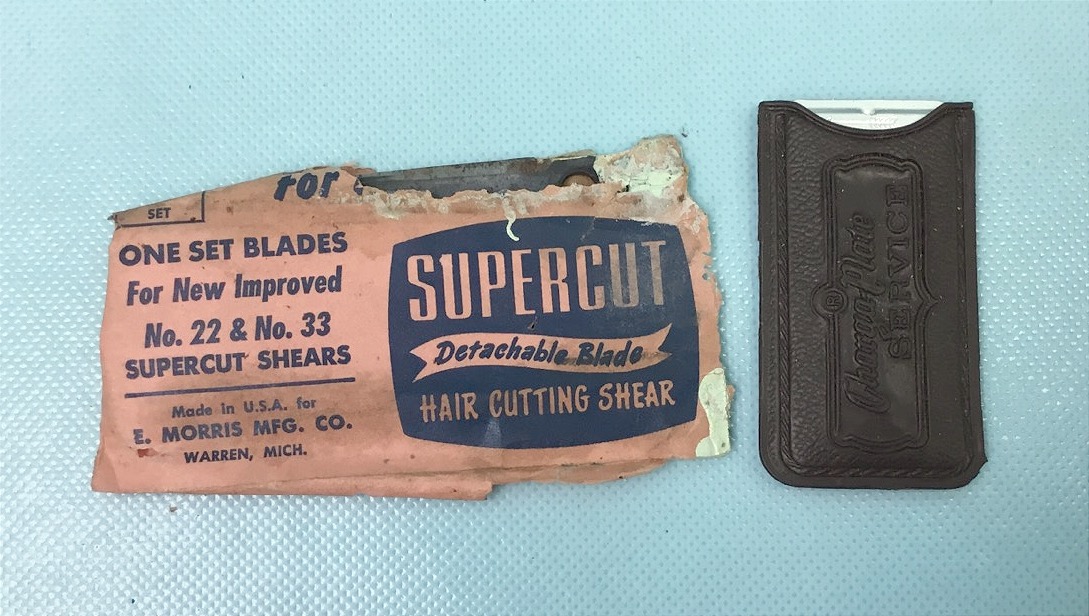 for
SET
ONE SET BLADES
For New Improved
No. 22 & No. 33
SUPERCUT SHEARS
Made in U.S.A. for
E. MORRIS MFG. CO.
WARREN, MICH.
SUPERCUT
Detachable Blade
HAIR CUTTING SHEAR
Charga-Plate
®
SERVICE